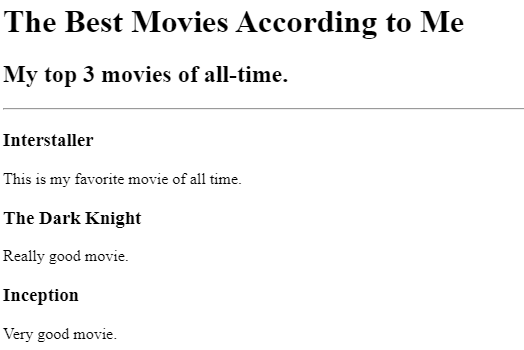 The Best Movies According to Me
My top 3 movies of all-time.
Interstaller
This is my favorite movie of all time.
The Dark Knight
Really good movie.
Inception
Very good movie.